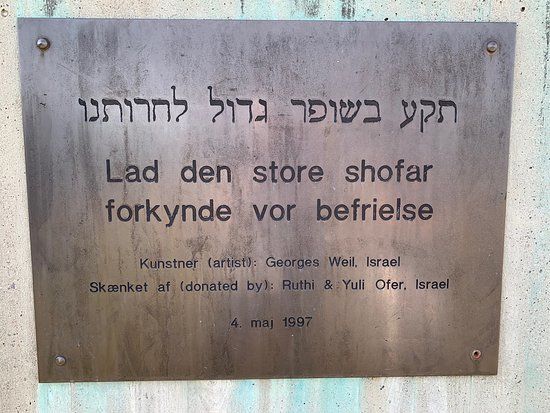 תקע בשופר גדול לחרותנו
Lad den store shofar
forkynde vor befrielse
Kunstner (artist): Georges Weil, Israel
Skænket af (donated by): Ruthi & Yuli Ofer, Israel
4. maj 1997